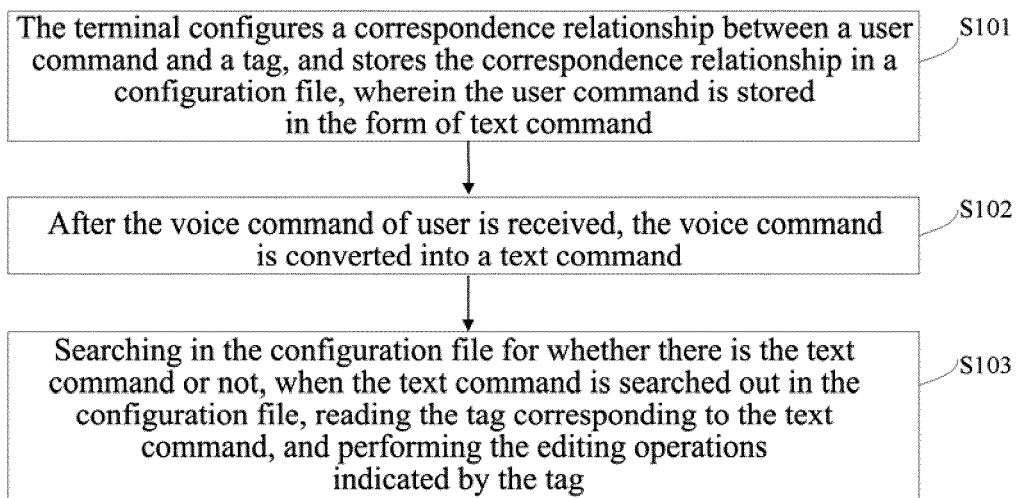 The terminal configures a correspondence relationship between a user
command and a tag, and stores the correspondence relationship in a
configuration file, wherein the user command is stored
in the form of text command
S101
After the voice command of user is received, the voice command
is converted into a text command
S102
Searching in the configuration file for whether there is the text
command or not, when the text command is searched out in the
configuration file, reading the tag corresponding to the text
command, and performing the editing operations
indicated by the tag
S103